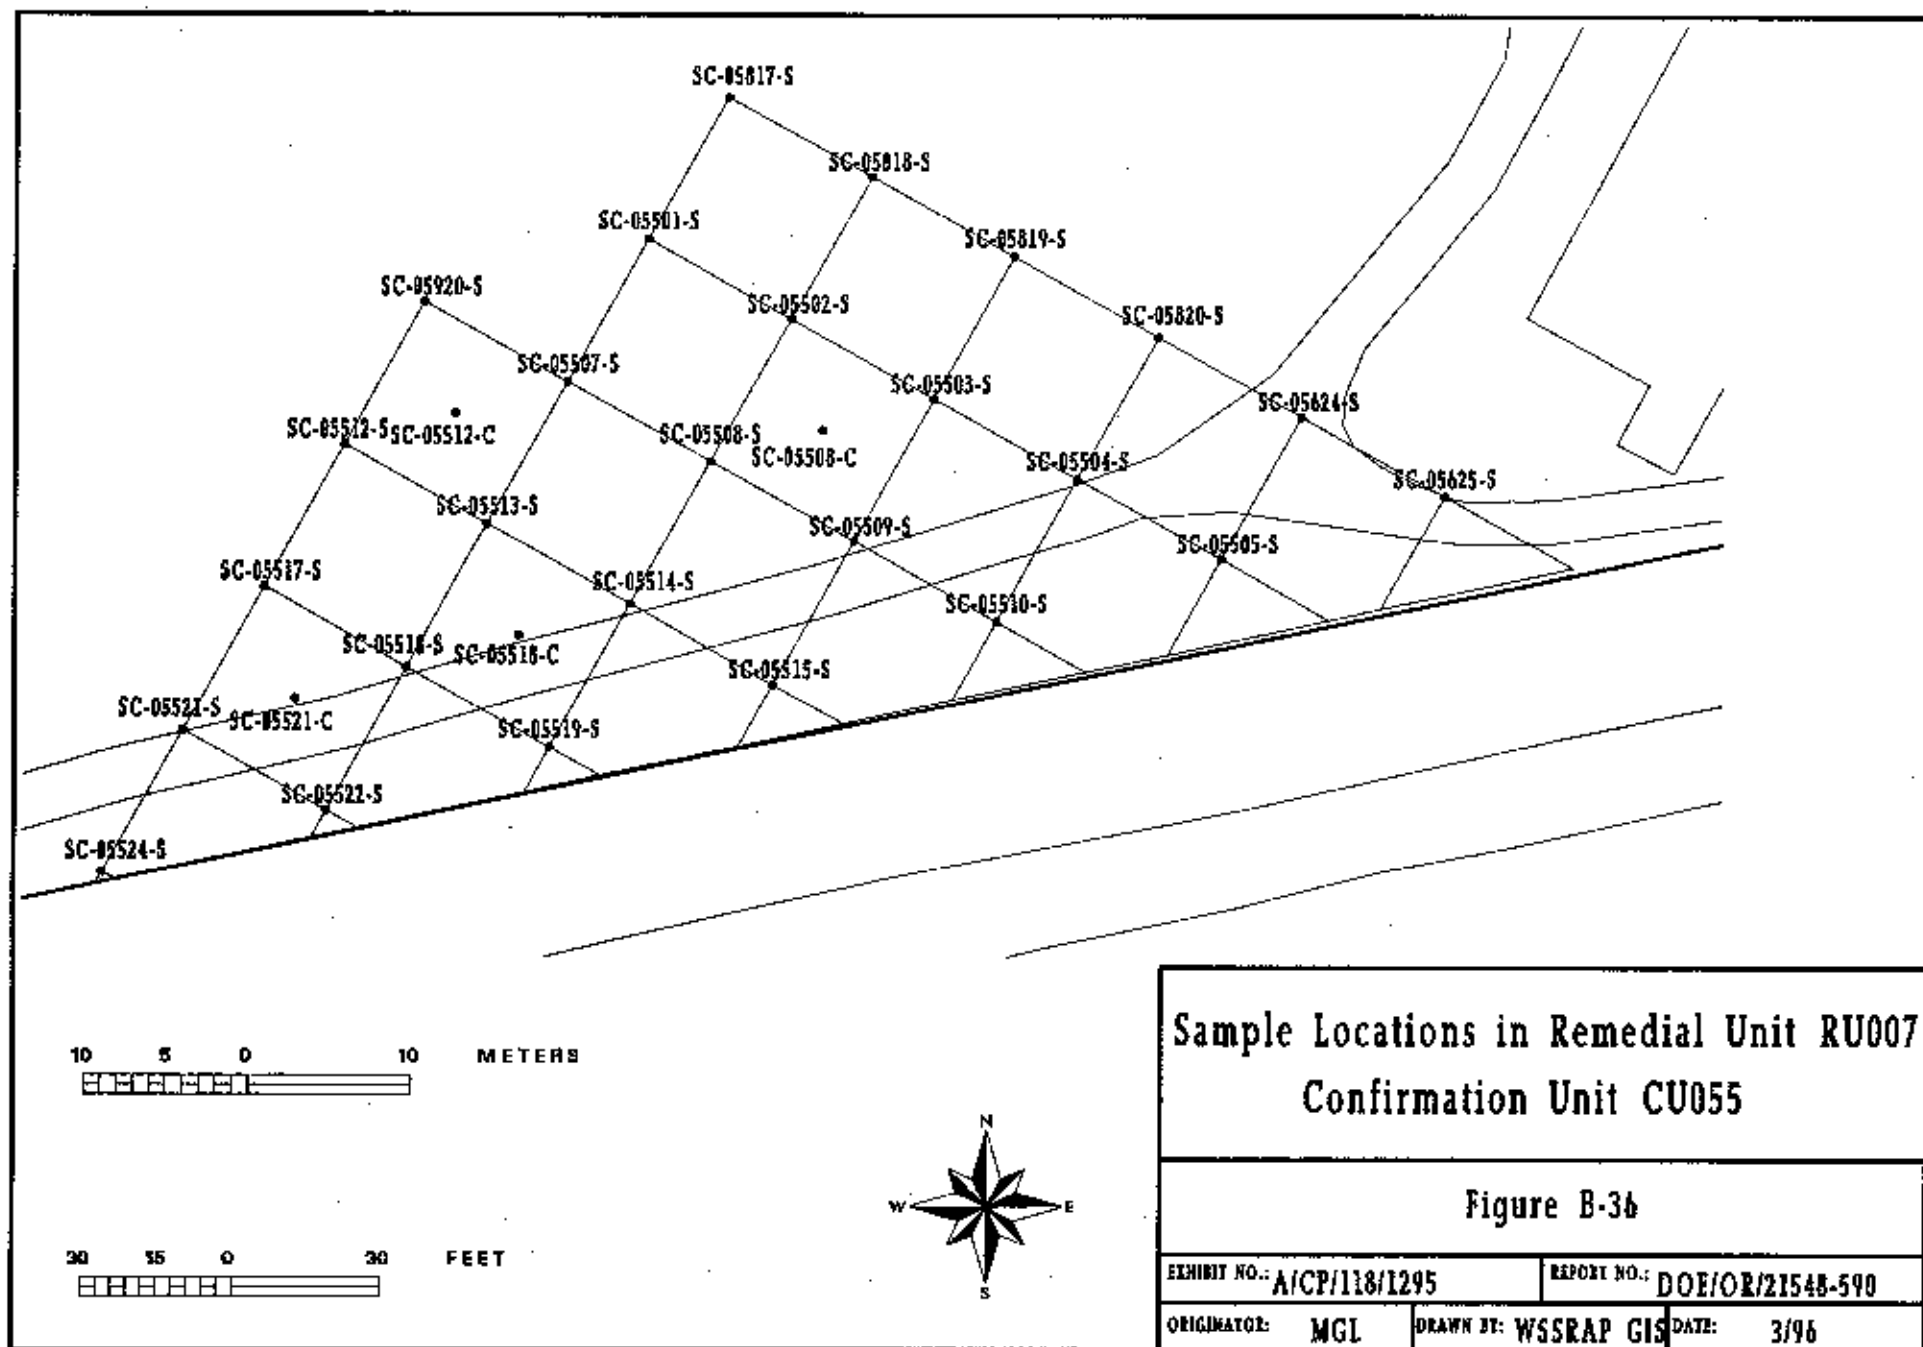 SC-05817-S
SC-05818-S
SC-05501-S
SC-05819-S
SC-05920-S
SC-05502-S
SC-05820-S
SC-05507-S
SC-05503-S
SC-05624-S
SC-05512-S
SC-05512-C
SC-05508-S
SC-05508-C
SC-05504-S
SC-05625-S
SC-05513-S
SC-05509-S
SC-05505-S
SC-05517-S
SC-05514-S
SC-05510-S
SC-05518-S
SC-05518-C
SC-05515-S
SC-05521-S
SC-05521-C
SC-05519-S
SC-05522-S
SC-05524-S
10 5 0 10 METERS
30 15 0 30 FEET
N
W E
S
Sample Locations in Remedial Unit RU007
Confirmation Unit CU055
Figure B-36
EXHIBIT NO.: A/CP/118/1295 REPORT NO.: DOE/OR/21548-590
ORIGINATOR: MGL DRAWN BY: WSSRAP GIS DATE: 3/96